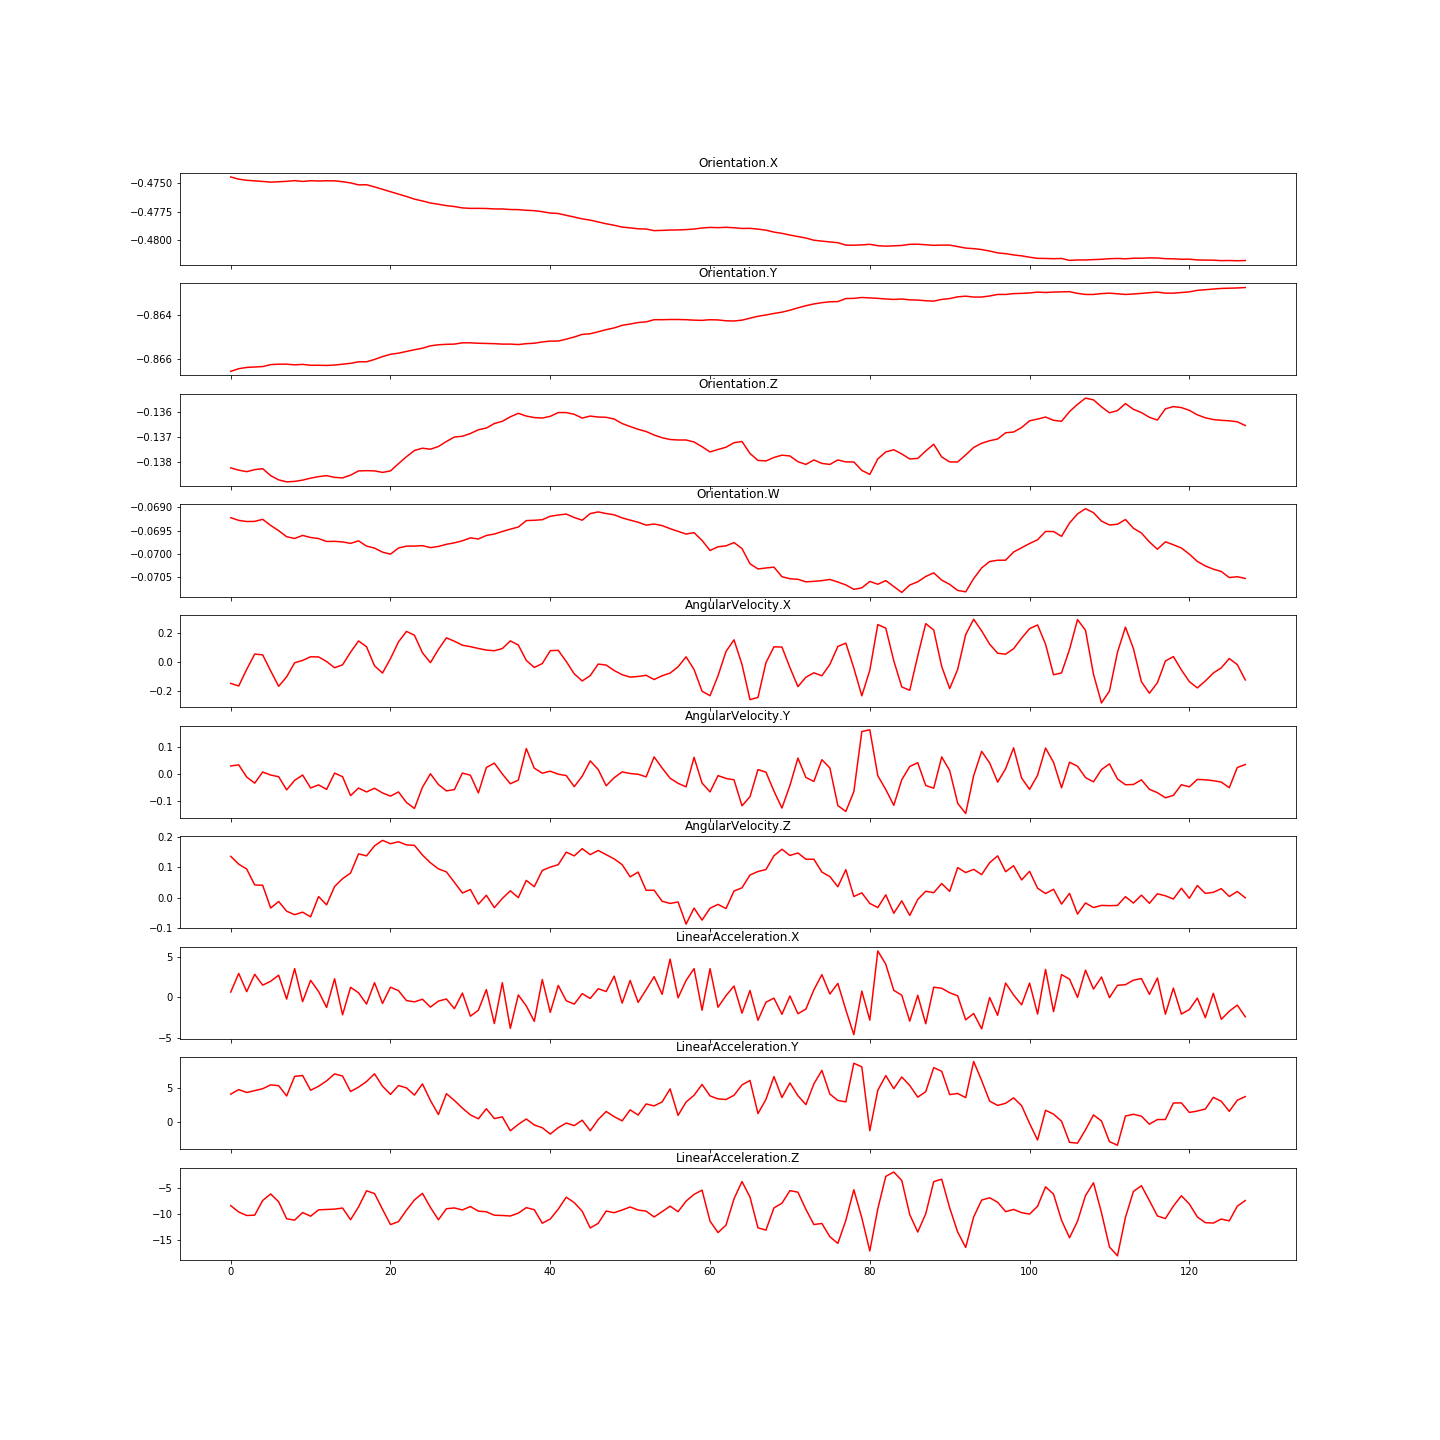 Orientation.X
−0.4750
−0.4775
−0.4800
Orientation.Y
−0.864
−0.866
Orientation.Z
−0.136
−0.137
−0.138
Orientation.W
−0.0690
−0.0695
−0.0700
−0.0705
AngularVelocity.X
0.2
0.0
−0.2
AngularVelocity.Y
0.1
0.0
−0.1
AngularVelocity.Z
0.2
0.1
0.0
−0.1
LinearAcceleration.X
5
0
−5
LinearAcceleration.Y
5
0
LinearAcceleration.Z
−5
−10
−15
0 20 40 60 80 100 120